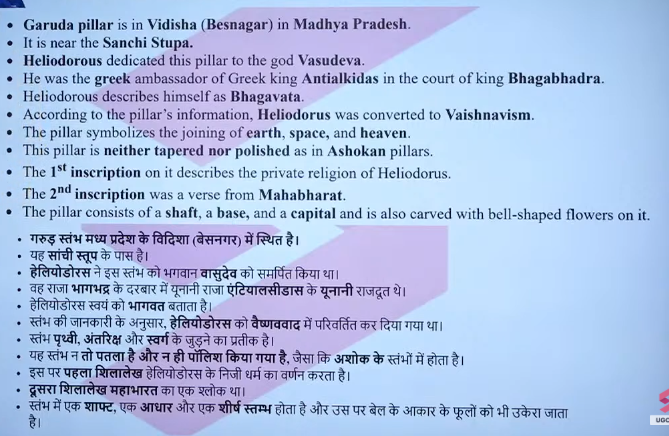 • Garuda pillar is in Vidisha (Besnagar) in Madhya Pradesh.
• It is near the Sanchi Stupa.
• Heliodorous dedicated this pillar to the god Vasudeva.
• He was the greek ambassador of Greek king Antialkidas in the court of king Bhagabhadra.
• Heliodorous describes himself as Bhagavata.
• According to the pillar's information, Heliodorus was converted to Vaishnavism.
• The pillar symbolizes the joining of earth, space, and heaven.
• This pillar is neither tapered nor polished as in Ashokan pillars.
• The 1st inscription on it describes the private religion of Heliodorus.
• The 2nd inscription was a verse from Mahabharat.
• The pillar consists of a shaft, a base, and a capital and is also carved with bell-shaped flowers on it.
• गरुड़ स्तंभ मध्य प्रदेश के विदिशा (बेसनगर) में स्थित है।
• यह सांची स्तूप के पास है।
• हेलियोडोरस ने इस स्तंभ को भगवान वासुदेव को समर्पित किया था।
• वह राजा भागभद्र के दरबार में यूनानी राजा एंटियालसीडास के यूनानी राजदूत थे।
• हेलियोडोरस स्वयं को भागवत बताता है।
• स्तंभ की जानकारी के अनुसार, हेलियोडोरस को वैष्णववाद में परिवर्तित कर दिया गया था।
• स्तंभ पृथ्वी, अंतरिक्ष और स्वर्ग के जुड़ने का प्रतीक है।
• यह स्तंभ न तो पतला है और न ही पॉलिश किया गया है, जैसा कि अशोक के स्तंभों में होता है।
• इस पर पहला शिलालेख हेलियोडोरस के निजी धर्म का वर्णन करता है।
• दूसरा शिलालेख महाभारत का एक श्लोक था।
• स्तंभ में एक शाफ्ट, एक आधार और एक शीर्ष स्तम्भ होता है और उस पर बेल के आकार के फूलों को भी उकेरा जाता
है।
UGC